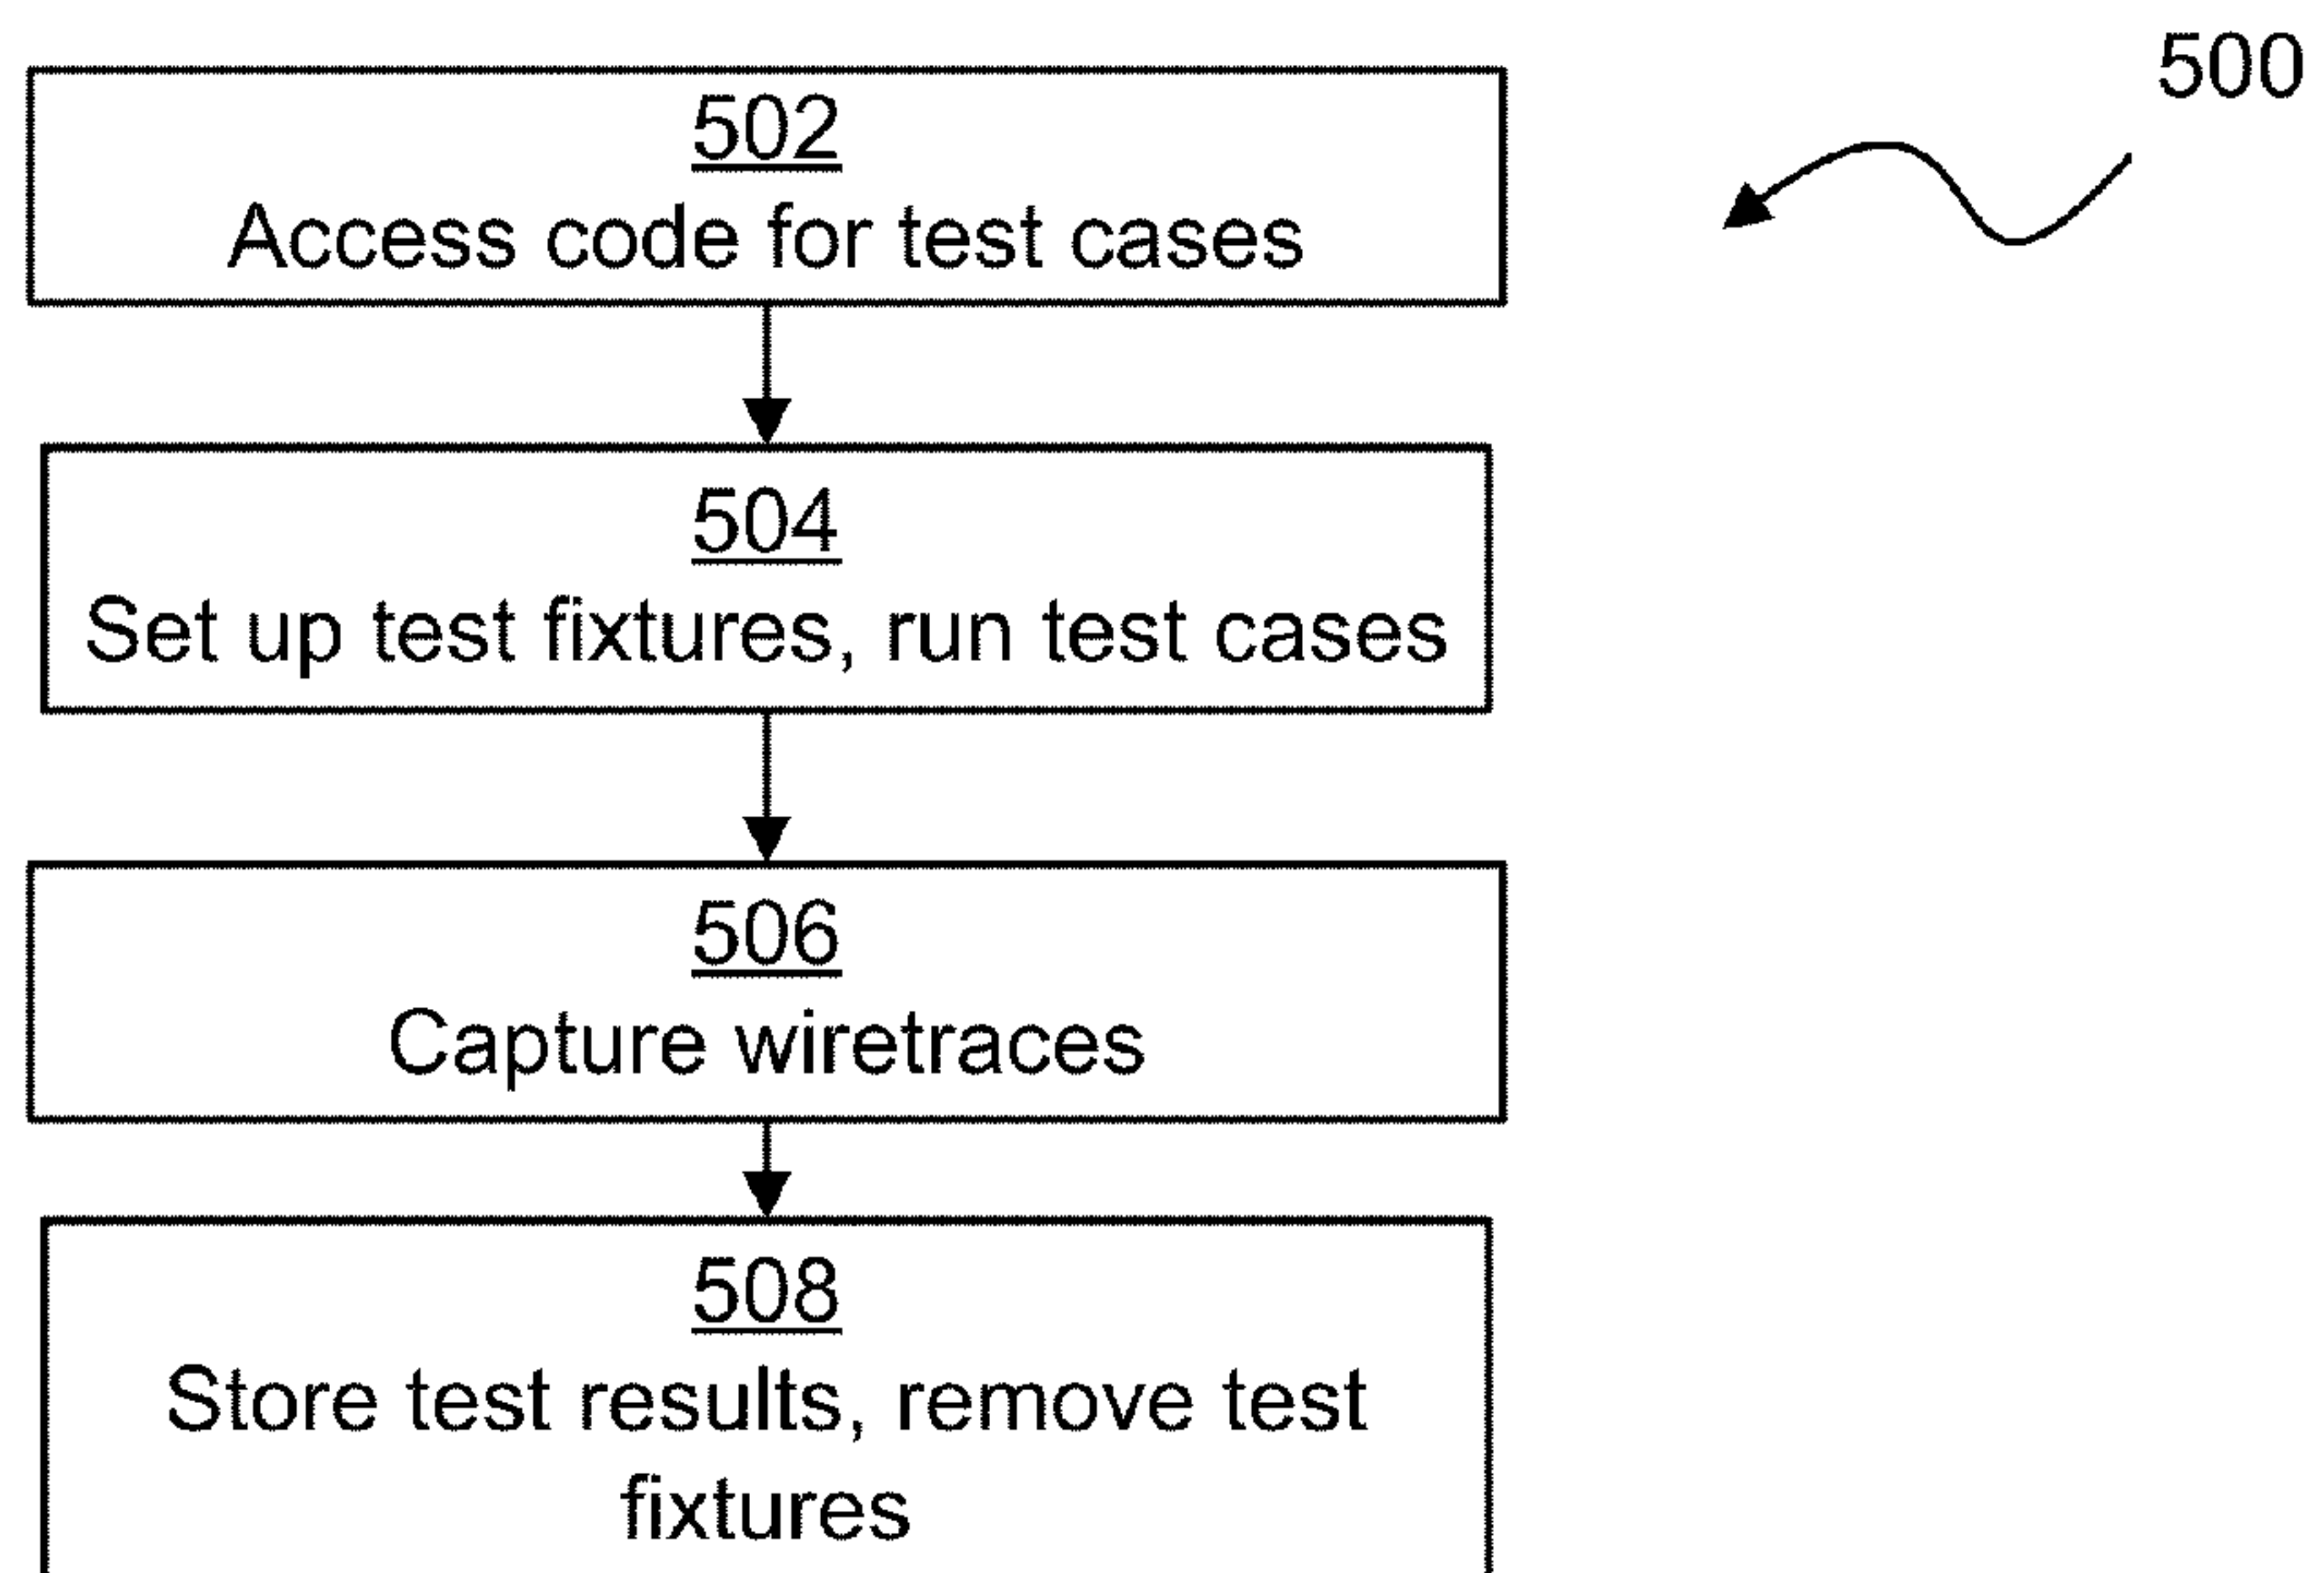 500
502
Access code for test cases
504
Set up test fixtures, run test cases
506
Capture wiretraces
508
Store test results, remove test
fixtures